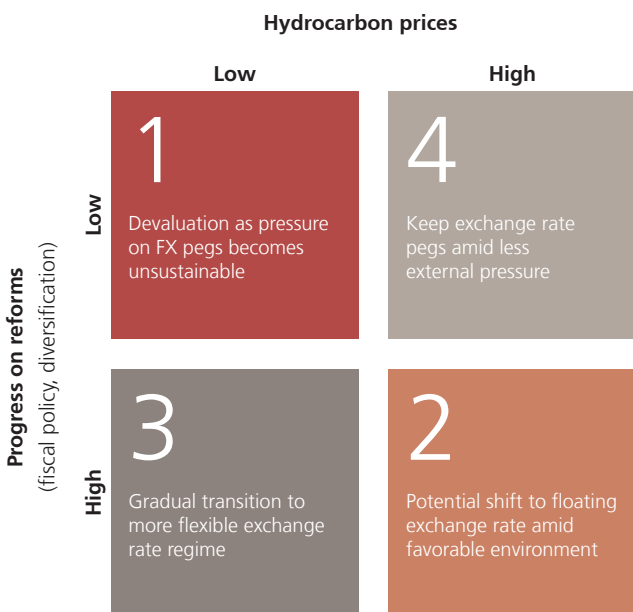 Hydrocarbon prices
Low
High
Progress on reforms
(fiscal policy, diversification)
Low
1
Devaluation as pressure
on FX pegs becomes
unsustainable
4
Keep exchange rate
pegs amid less
external pressure
High
3
Gradual transition to
more flexible exchange
rate regime
2
Potential shift to floating
exchange rate amid
favorable environment